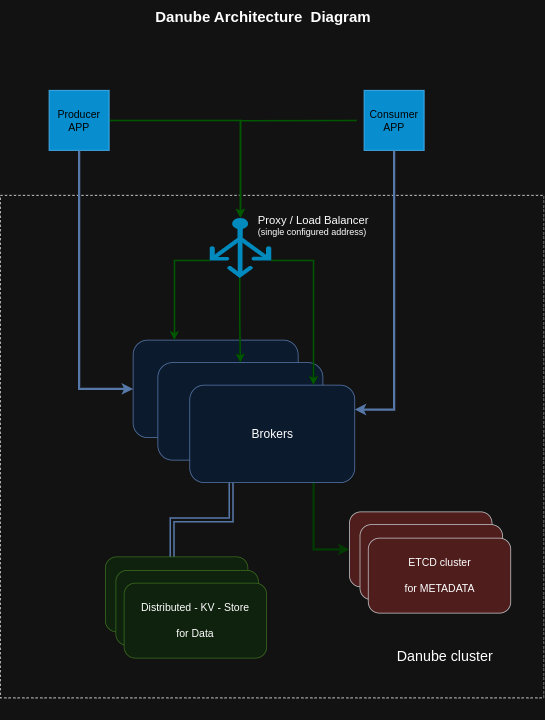 Danube Architecture Diagram
Producer
APP
Consumer
APP
Proxy / Load Balancer
(single configured address)
Brokers
ETCD cluster
for METADATA
Distributed - KV - Store
for Data
Danube cluster